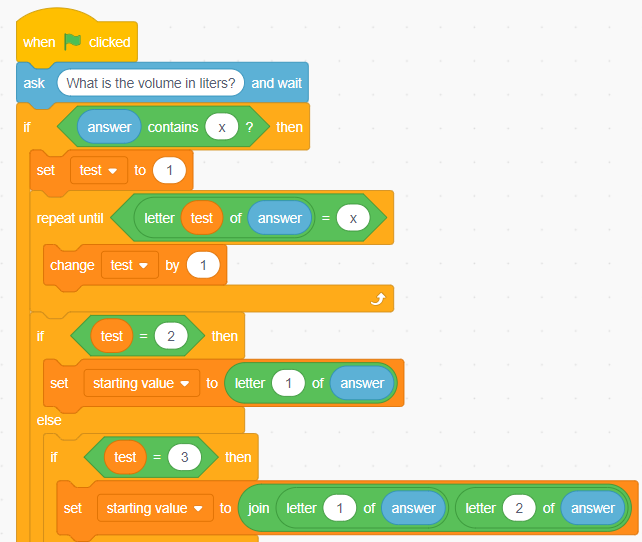 when clicked
ask What is the volume in liters? and wait
if answer contains x ? then
set test to 1
repeat until letter test of answer = x
change test by 1
if test = 2 then
set starting value to letter 1 of answer
else
if test = 3 then
set starting value to join letter 1 of answer letter 2 of answer